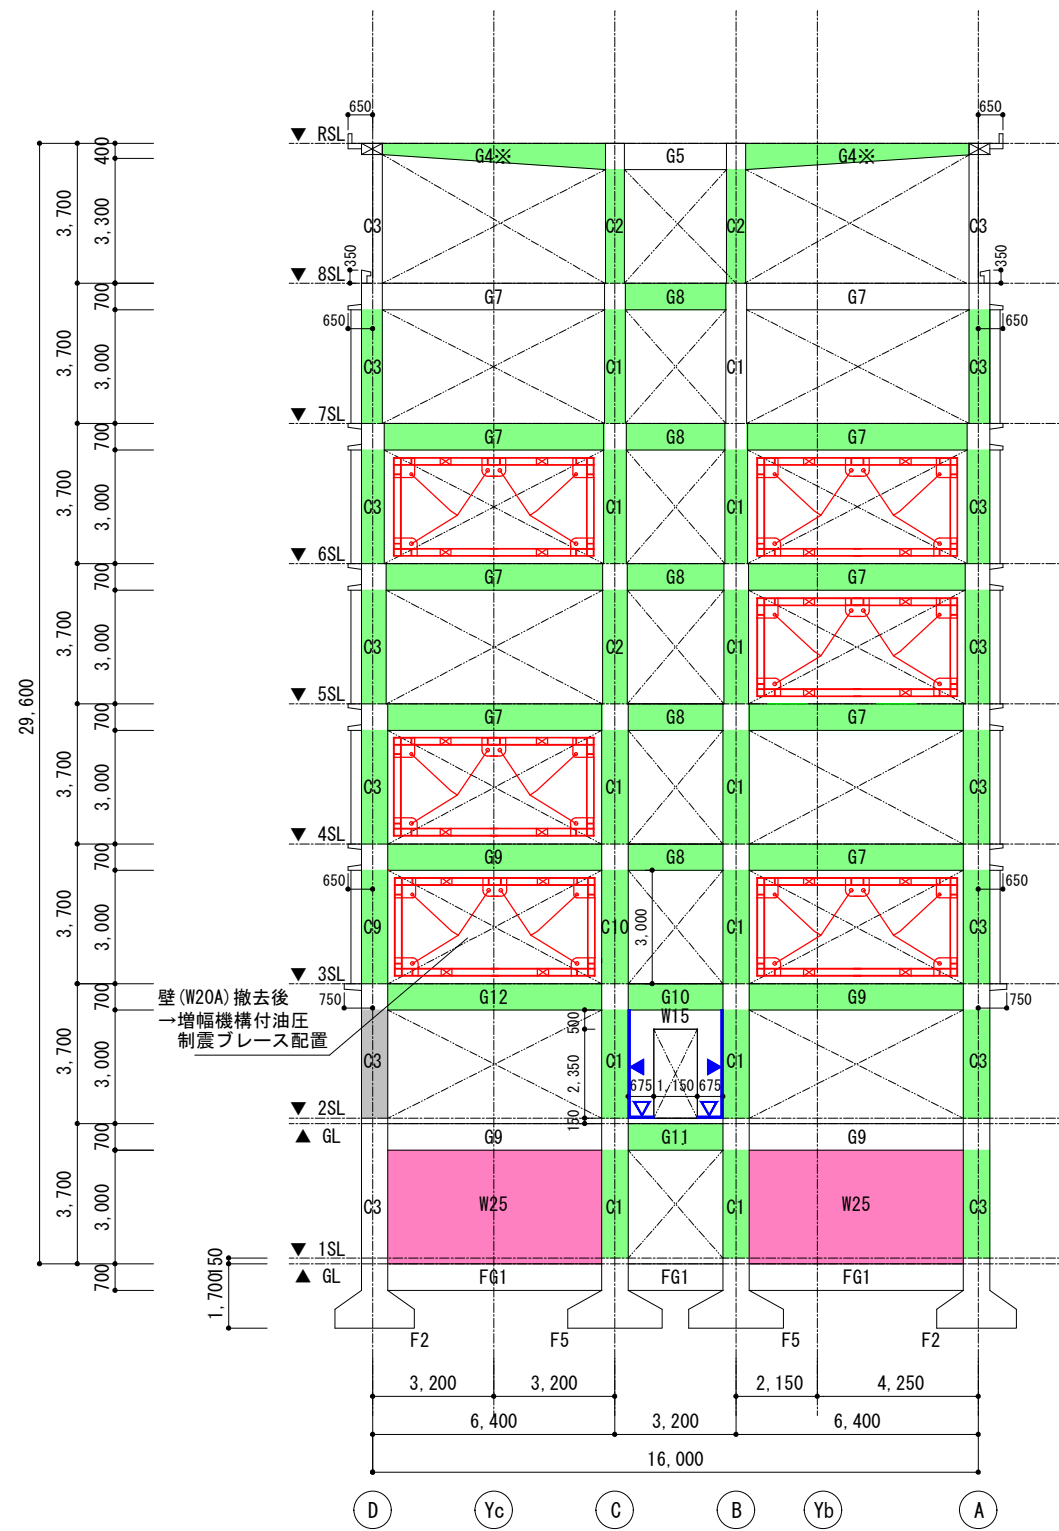 650
650
RSL
400
G4※
G5
G4※
3,700
3,300
C3
C2
C2
C3
350
350
8SL
700
G7
G8
G7
650
650
3,700
3,000
C3
C1
C1
C3
7SL
700
G7
G8
G7
3,700
3,000
C3
C1
C1
C3
6SL
700
G7
G8
G7
3,700
3,000
C3
C2
C1
C3
29,600
5SL
700
G7
G8
G7
3,700
3,000
C3
C1
C1
C3
4SL
700
G9
G8
G7
650
650
3,700
3,000
C9
C10
3,000
C1
C3
3SL
壁(W20A)撤去後
→増幅機構付油圧
制震ブレース配置
750
750
700
G12
G10
G9
W15
500
3,700
3,000
C3
C1
2,350
C1
C3
675
1,150
675
2SL
150
GL
700
G9
G11
G9
3,700
3,000
C3
W25
C1
C1
W25
C3
1SL
150
GL
700
1,700
FG1
FG1
FG1
F2
F5
F5
F2
3,200
3,200
2,150
4,250
6,400
3,200
6,400
16,000
D
Yc
C
B
Yb
A